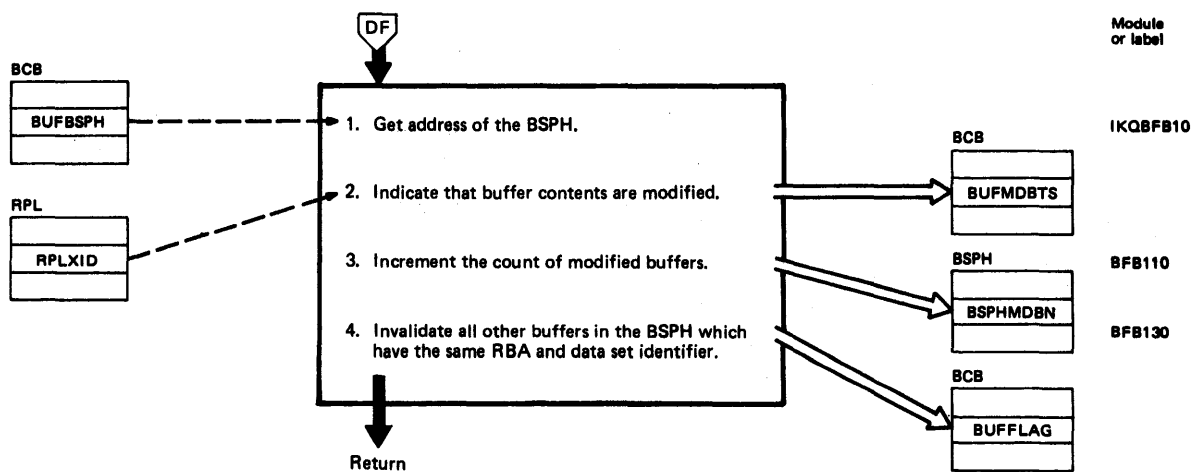 DF
Module
or label
BCB
BUFBSPH
1. Get address of the BSPH.
IKQBFB10
BCB
2. Indicate that buffer contents are modified.
BUFMDBTS
RPL
RPLXID
3. Increment the count of modified buffers.
BSPH
BFB110
BSPHMDBN
4. Invalidate all other buffers in the BSPH which
have the same RBA and data set identifier.
BFB130
BCB
BUFFLAG
Return